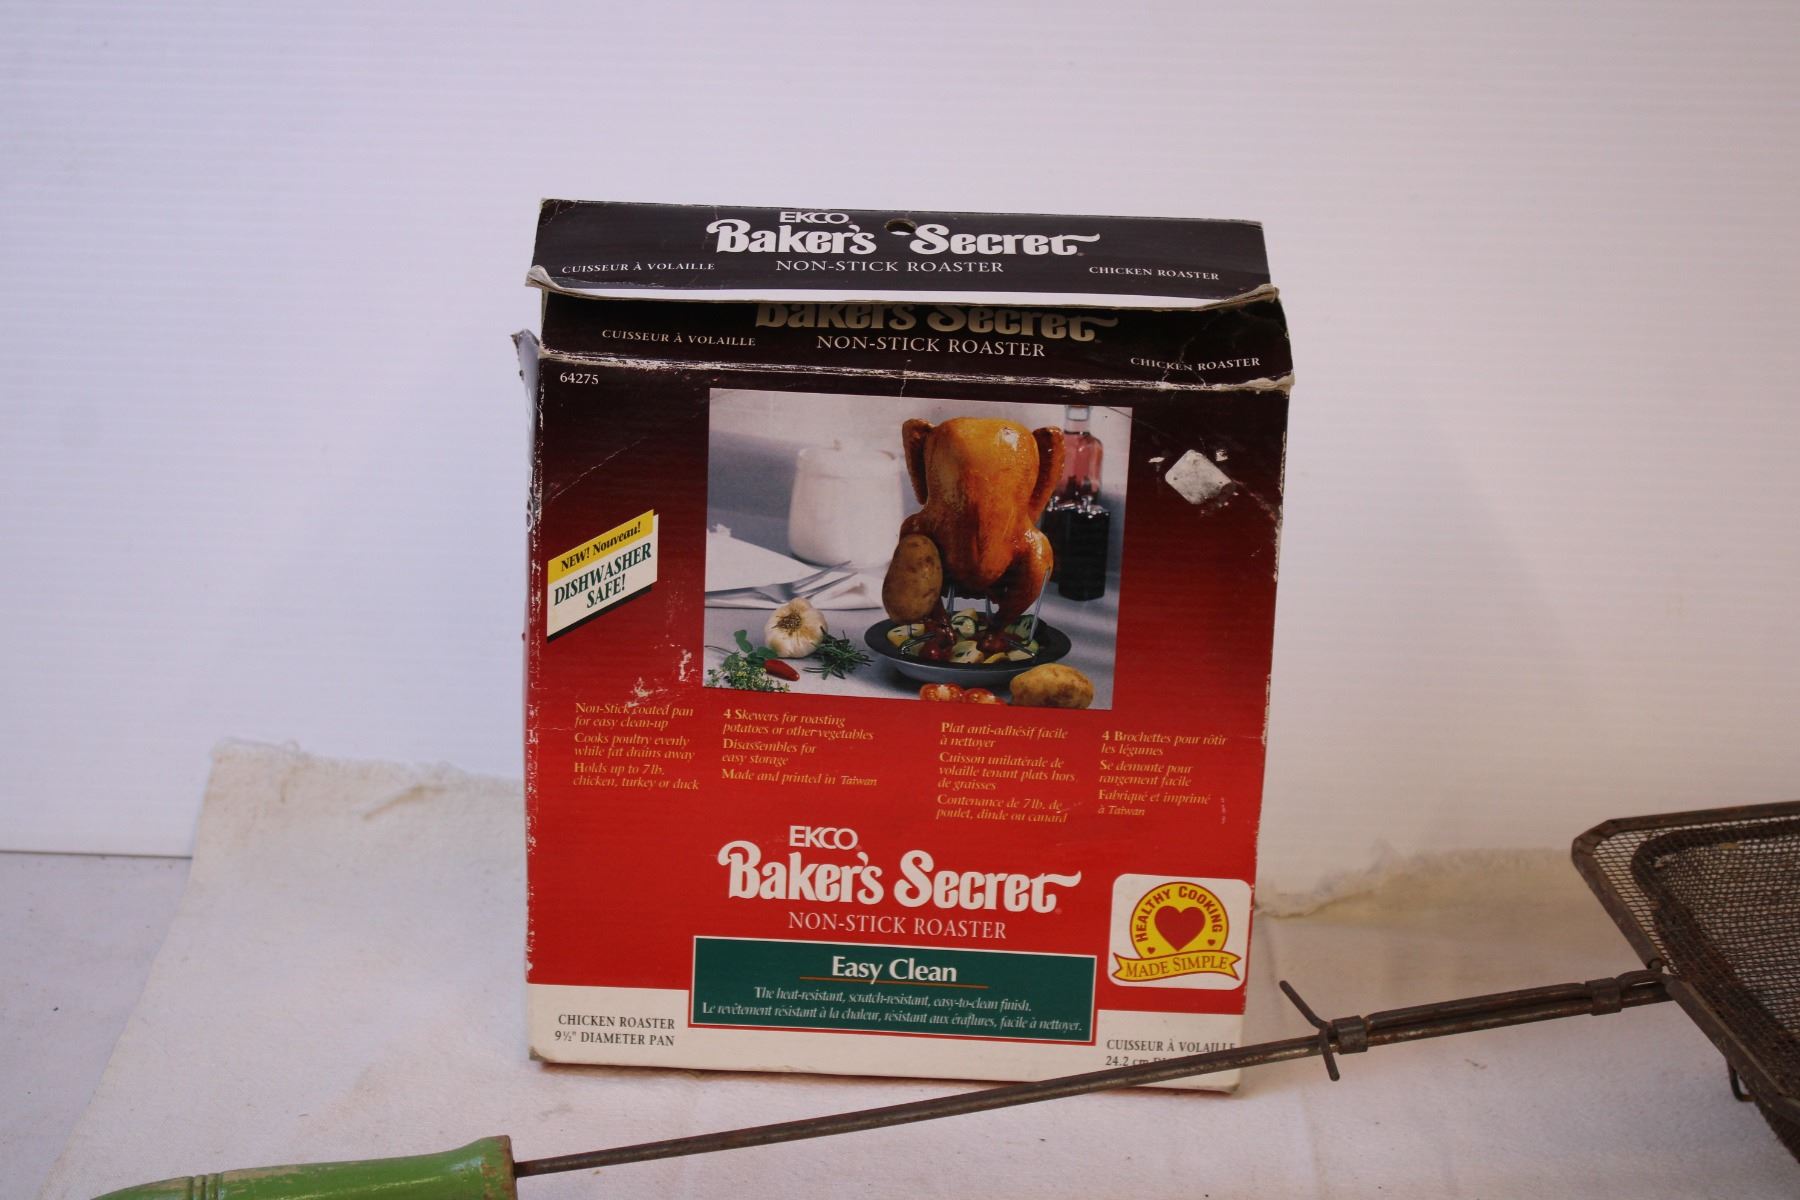 EKCO
Baker's Secret
CUISSEUR À VOLAILLE
NON-STICK ROASTER
CHICKEN ROASTER
Baker's Secret
CUISSEUR À VOLAILLE
NON-STICK ROASTER
CHICKEN ROASTER
64275
NEW! Nouveau!
DISHWASHER
SAFE!
Non-Stick coated pan
for easy clean-up
Cooks poultry evenly
while fat drains away
Holds up to 7 lb.
chicken, turkey or duck
4 Skewers for roasting
potatoes or other vegetables
Disassembles for
easy storage
Made and printed in Taiwan
Plat anti-adhésif facile
à nettoyer
Cuisson unilatérale de
volaille tenant plats hors
de graisses
Contenance de 7 lb. de
poulet, dinde ou canard
4 Brochettes pour rôtir
les légumes
Se demonte pour
rangement facile
Fabriqué et imprimé
à Taiwan
EKCO
Baker's Secret
NON-STICK ROASTER
HEALTHY COOKING
MADE SIMPLE
Easy Clean
The heat-resistant, scratch-resistant, easy-to-clean finish.
Le revêtement résistant à la chaleur, résistant aux éraflures, facile à nettoyer.
CHICKEN ROASTER
9½" DIAMETER PAN
CUISSEUR À VOLAILLE
24.2 cm